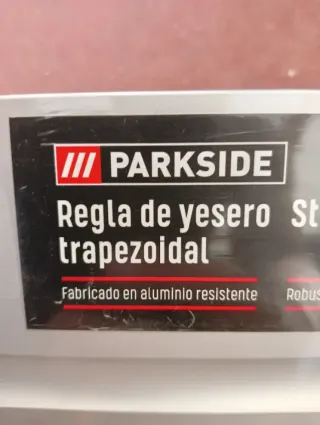 PARKSIDE
Regla de yesero
trapezoidal
Fabricado en aluminio resistente